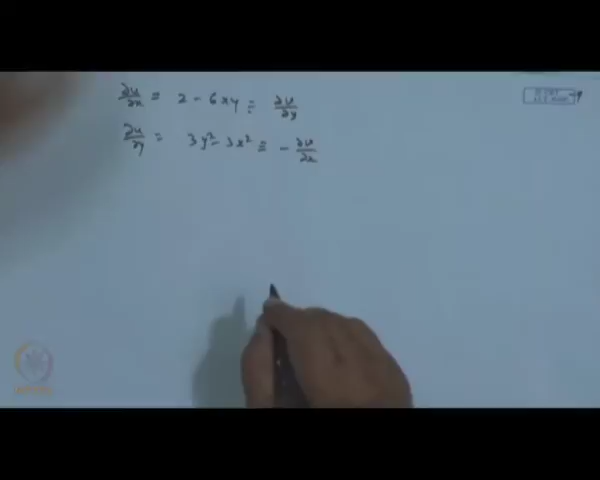 ∂u/∂x = 2 - 6xy = ∂v/∂y
∂u/∂y = 3y² - 3x² = - ∂v/∂x